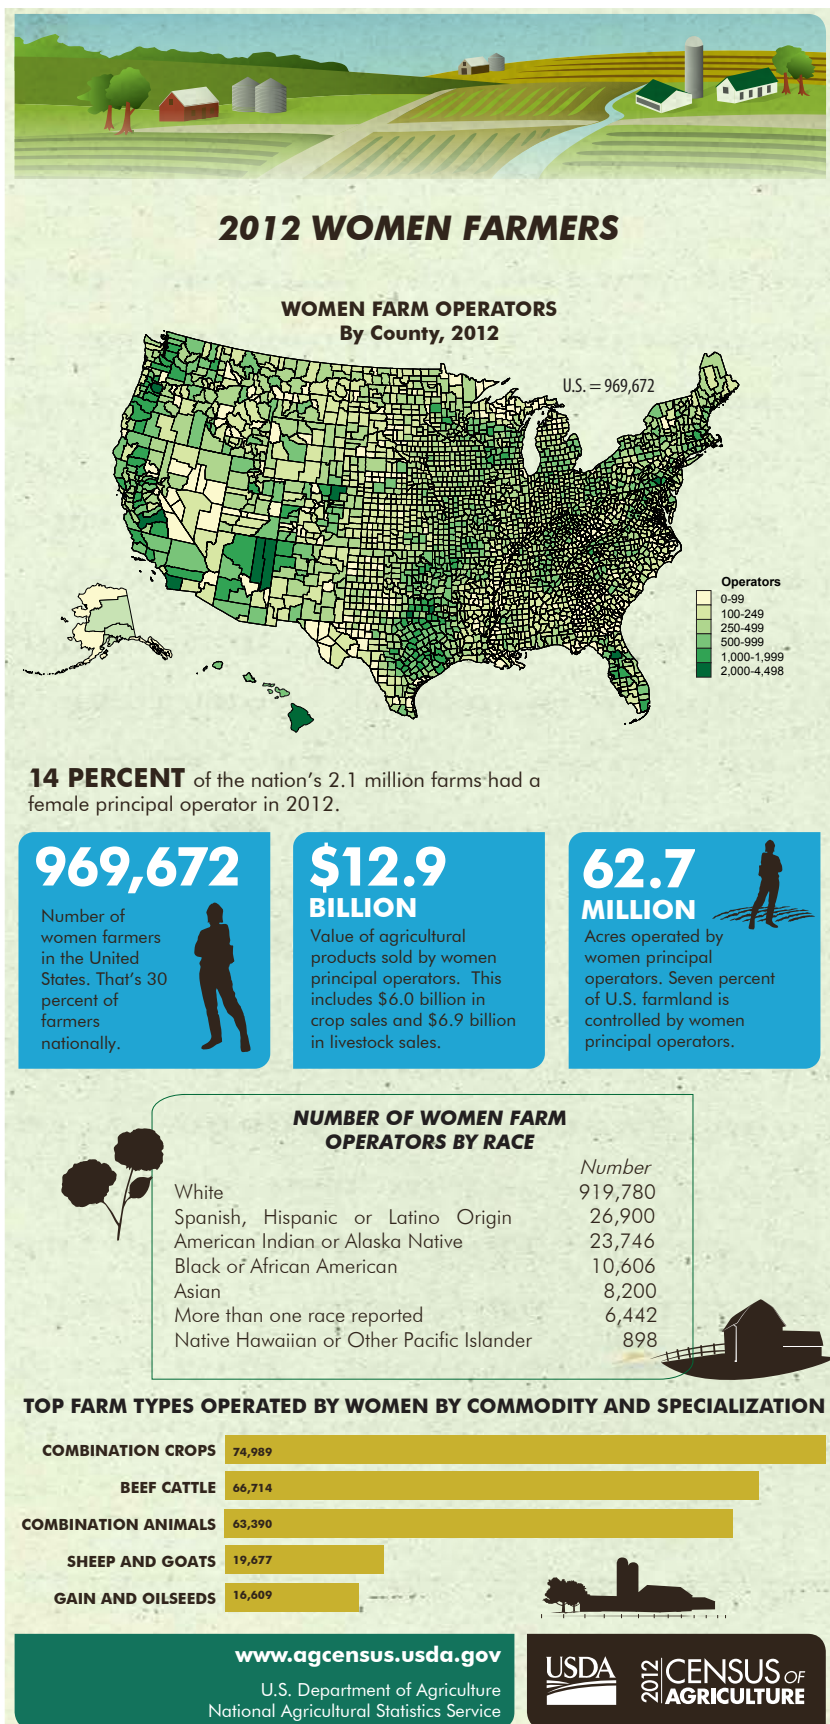 2012 WOMEN FARMERS
WOMEN FARM OPERATORS
By County, 2012
U.S. = 969,672
Operators
0-99
100-249
250-499
500-999
1,000-1,999
2,000-4,498
14 PERCENT of the nation's 2.1 million farms had a
female principal operator in 2012.
969,672
Number of
women farmers
in the United
States. That's 30
percent of
farmers
nationally.
$12.9
BILLION
Value of agricultural
products sold by women
principal operators. This
includes $6.0 billion in
crop sales and $6.9 billion
in livestock sales.
62.7
MILLION
Acres operated by
women principal
operators. Seven percent
of U.S. farmland is
controlled by women
principal operators.
NUMBER OF WOMEN FARM
OPERATORS BY RACE
Number
White 919,780
Spanish, Hispanic or Latino Origin 26,900
American Indian or Alaska Native 23,746
Black or African American 10,606
Asian 8,200
More than one race reported 6,442
Native Hawaiian or Other Pacific Islander 898
TOP FARM TYPES OPERATED BY WOMEN BY COMMODITY AND SPECIALIZATION
COMBINATION CROPS 74,989
BEEF CATTLE 66,714
COMBINATION ANIMALS 63,390
SHEEP AND GOATS 19,677
GAIN AND OILSEEDS 16,609
www.agcensus.usda.gov
U.S. Department of Agriculture
National Agricultural Statistics Service
USDA
2012 CENSUS OF
AGRICULTURE